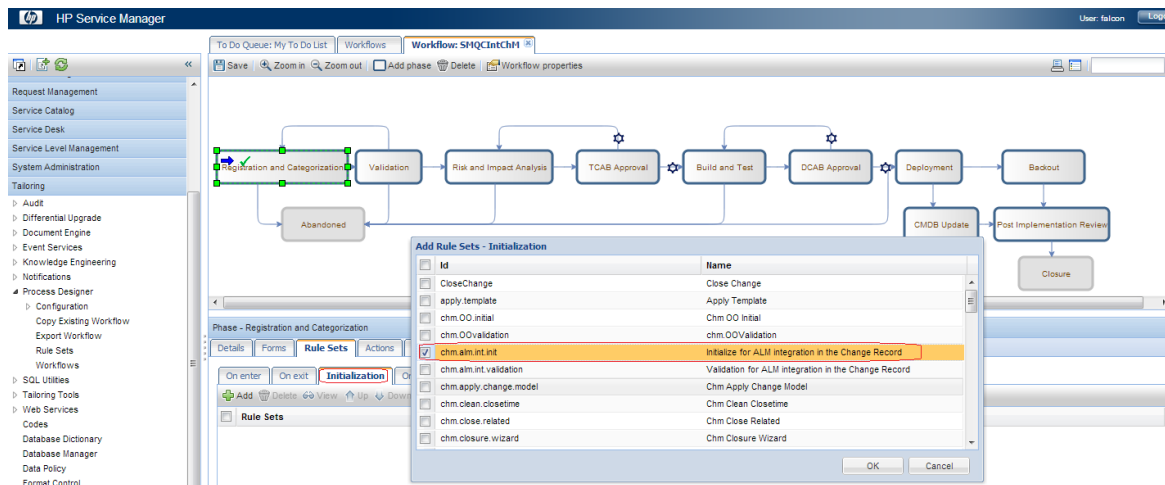 HP Service Manager
User: falcon
To Do Queue: My To Do List
Workflows
Workflow: SMQCIntChM
Save
Zoom in
Zoom out
Add phase
Delete
Workflow properties
Request Management
Service Catalog
Service Desk
Service Level Management
System Administration
Tailoring
Audit
Differential Upgrade
Document Engine
Event Services
Knowledge Engineering
Notifications
Process Designer
Configuration
Copy Existing Workflow
Export Workflow
Rule Sets
Workflows
SQL Utilities
Tailoring Tools
Web Services
Codes
Database Dictionary
Database Manager
Data Policy
Format Control
Registration and Categorization
Validation
Risk and Impact Analysis
TCAB Approval
Build and Test
DCAB Approval
Deployment
Backout
Abandoned
CMDB Update
Post Implementation Review
Closure
Phase - Registration and Categorization
Details
Forms
Rule Sets
Actions
On enter
On exit
Initialization
Add
Delete
View
Up
Down
Rule Sets
Add Rule Sets - Initialization
Id Name
CloseChange Close Change
apply.template Apply Template
chm.OO.initial Chm OO Initial
chm.OOvalidation chm.OOValidation
chm.alm.int.init Initialize for ALM integration in the Change Record
chm.alm.int.validation Validation for ALM integration in the Change Record
chm.apply.change.model Chm Apply Change Model
chm.clean.closetime Chm Clean Closetime
chm.close.related Chm Close Related
chm.closure.wizard Chm Closure Wizard
OK
Cancel